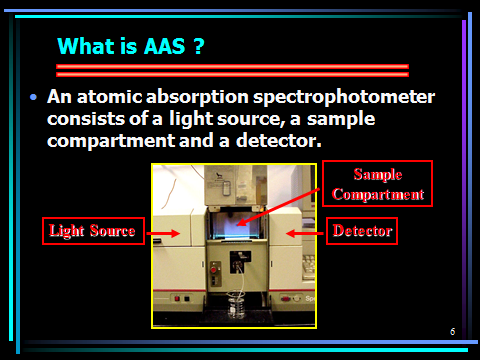 What is AAS ?
• An atomic absorption spectrophotometer
consists of a light source, a sample
compartment and a detector.
Sample
Compartment
Light Source
Detector
6